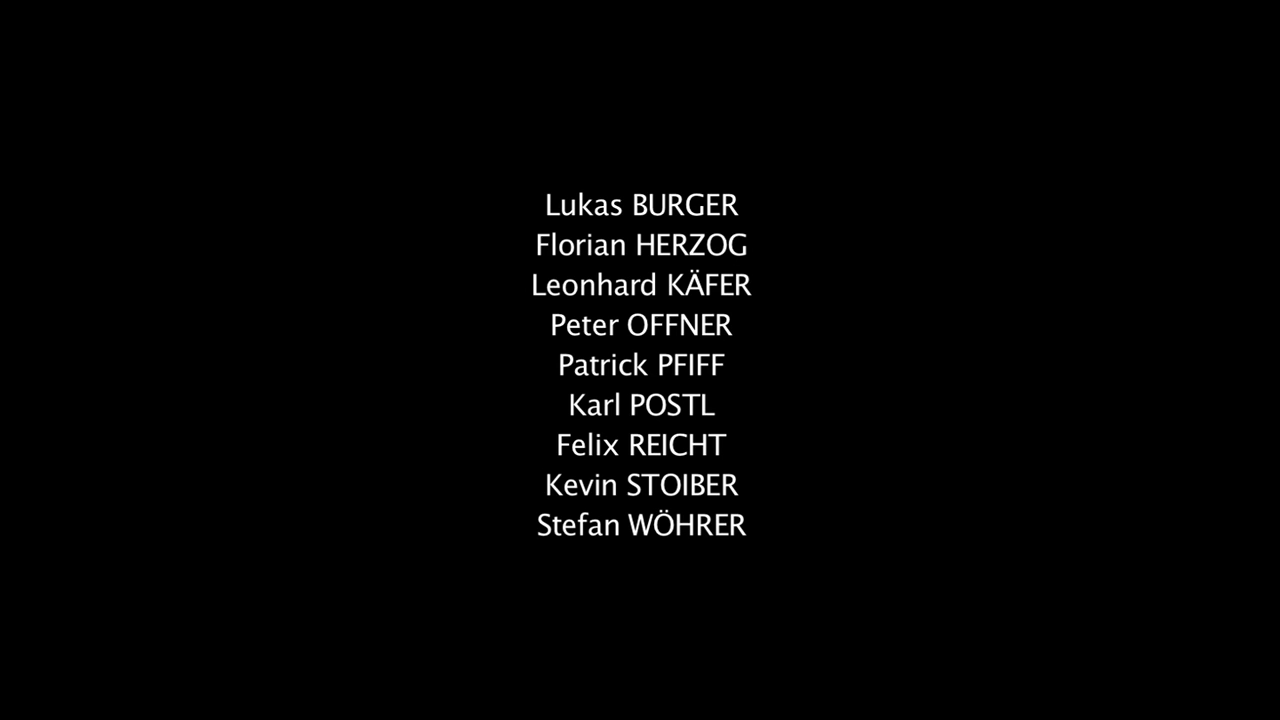 Lukas BURGER
Florian HERZOG
Leonhard KÄFER
Peter OFFNER
Patrick PFIFF
Karl POSTL
Felix REICHT
Kevin STOIBER
Stefan WÖHRER